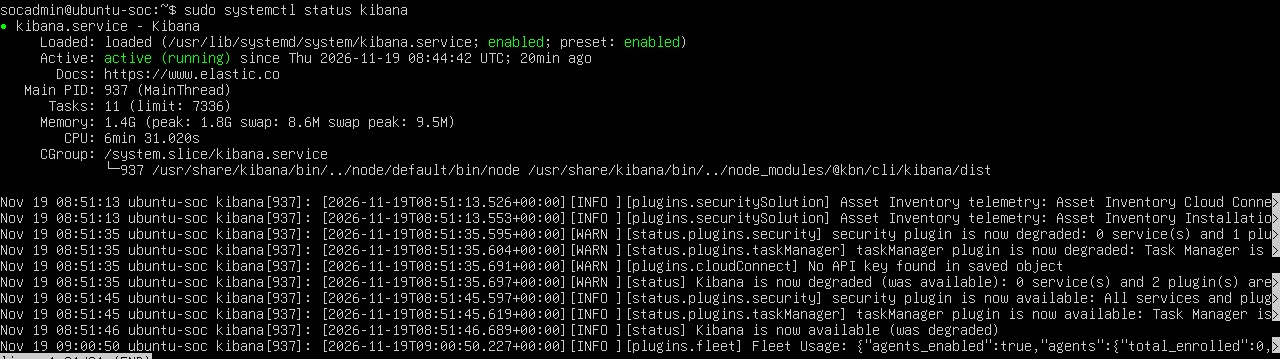 socadmin@ubuntu-soc:~$ sudo systemctl status kibana
● kibana.service - Kibana
Loaded: loaded (/usr/lib/systemd/system/kibana.service; enabled; preset: enabled)
Active: active (running) since Thu 2026-11-19 08:44:42 UTC; 20min ago
Docs: https://www.elastic.co
Main PID: 937 (MainThread)
Tasks: 11 (limit: 7336)
Memory: 1.4G (peak: 1.8G swap: 8.6M swap peak: 9.5M)
CPU: 6min 31.020s
CGroup: /system.slice/kibana.service
└─937 /usr/share/kibana/bin/../node/default/bin/node /usr/share/kibana/bin/../node_modules/@kbn/cli/kibana/dist
Nov 19 08:51:13 ubuntu-soc kibana[937]: [2026-11-19T08:51:13.526+00:00][INFO ][plugins.securitySolution] Asset Inventory telemetry: Asset Inventory Cloud Conne>
Nov 19 08:51:13 ubuntu-soc kibana[937]: [2026-11-19T08:51:13.553+00:00][INFO ][plugins.securitySolution] Asset Inventory telemetry: Asset Inventory Installatio>
Nov 19 08:51:35 ubuntu-soc kibana[937]: [2026-11-19T08:51:35.595+00:00][WARN ][status.plugins.security] security plugin is now degraded: 0 service(s) and 1 plu>
Nov 19 08:51:35 ubuntu-soc kibana[937]: [2026-11-19T08:51:35.604+00:00][WARN ][status.plugins.taskManager] taskManager plugin is now degraded: Task Manager is >
Nov 19 08:51:35 ubuntu-soc kibana[937]: [2026-11-19T08:51:35.691+00:00][WARN ][plugins.cloudConnect] No API key found in saved object
Nov 19 08:51:35 ubuntu-soc kibana[937]: [2026-11-19T08:51:35.697+00:00][WARN ][status] Kibana is now degraded (was available): 0 service(s) and 2 plugin(s) are>
Nov 19 08:51:45 ubuntu-soc kibana[937]: [2026-11-19T08:51:45.597+00:00][INFO ][status.plugins.security] security plugin is now available: All services and plug>
Nov 19 08:51:45 ubuntu-soc kibana[937]: [2026-11-19T08:51:45.619+00:00][INFO ][status.plugins.taskManager] taskManager plugin is now available: Task Manager is>
Nov 19 08:51:46 ubuntu-soc kibana[937]: [2026-11-19T08:51:46.689+00:00][INFO ][status] Kibana is now available (was degraded)
Nov 19 09:00:50 ubuntu-soc kibana[937]: [2026-11-19T09:00:50.227+00:00][INFO ][plugins.fleet] Fleet Usage: {"agents_enabled":true,"agents":{"total_enrolled":0,>